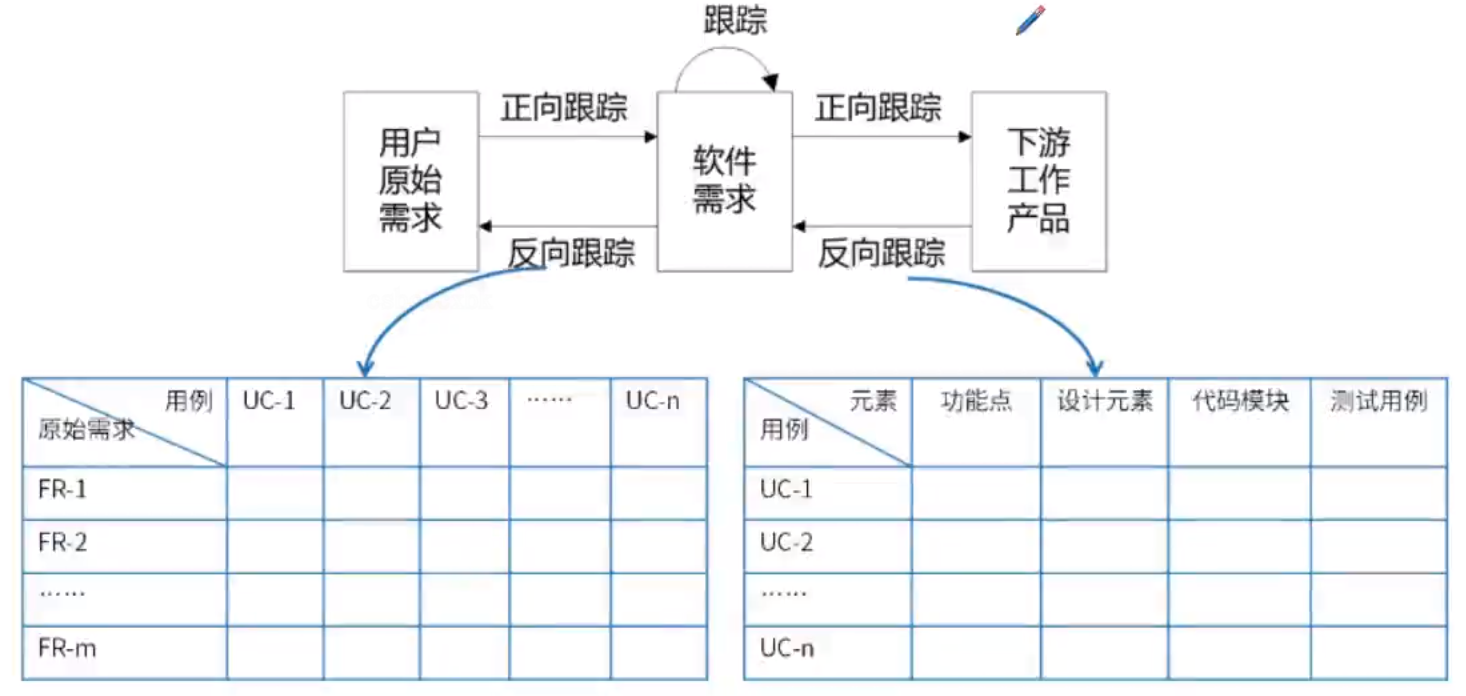 跟踪
正向跟踪
正向跟踪
用户
原始
需求
软件
需求
下游
工作
产品
反向跟踪
反向跟踪
用例
原始需求
UC-1
UC-2
UC-3
……
UC-n
FR-1
FR-2
……
FR-m
元素
用例
功能点
设计元素
代码模块
测试用例
UC-1
UC-2
……
UC-n